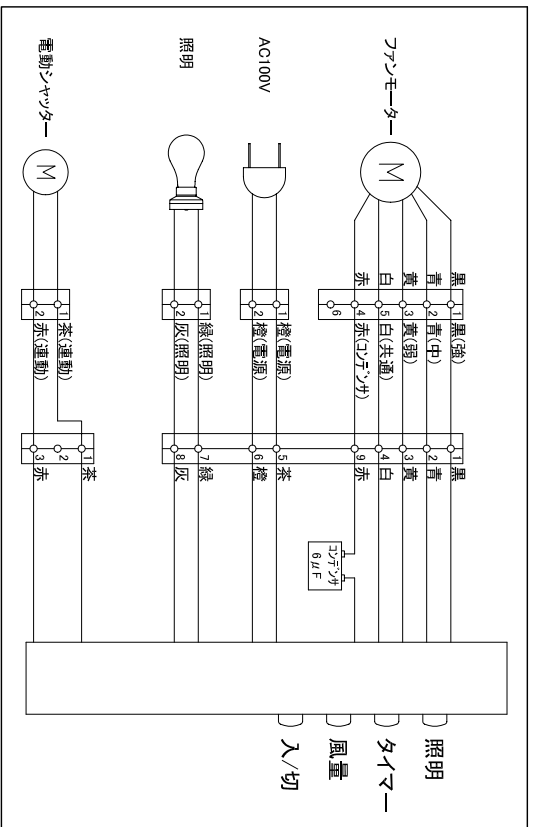 ファンモーター
黒 1 黒(強) 1 黒
青 2 青(中) 2 青
黄 3 黄(弱) 3 黄
白 5 白(共通) 4 白
赤 4 赤(コンデンサ) 9 赤
6
コンデンサ
6μF
AC100V
1 橙(電源) 5 茶
2 橙(電源) 6 橙
照明
1 緑(照明) 7 緑
2 灰(照明) 8 灰
電動シャッター
1 茶(連動) 1 茶
2
2 赤(連動) 3 赤
M
M
照明
タイマー
風量
入/切